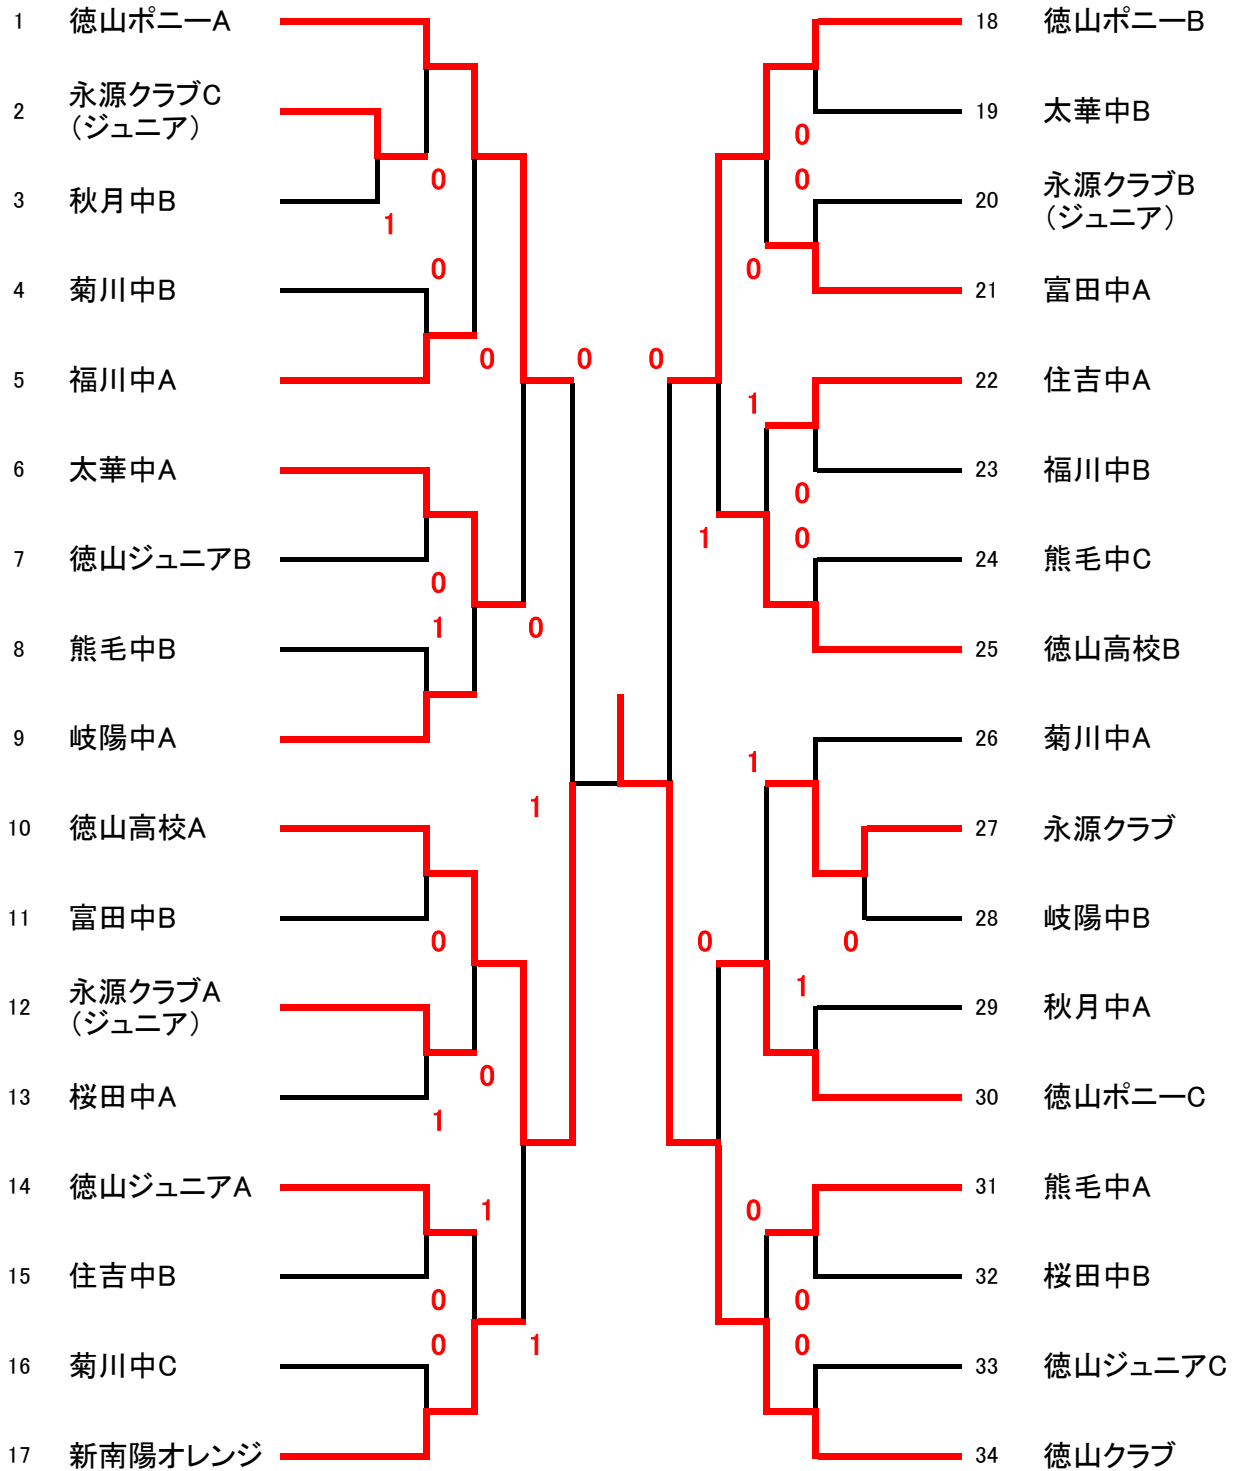 1 徳山ポニーA
2 永源クラブC
（ジュニア）
3 秋月中B
4 菊川中B
5 福川中A
6 太華中A
7 徳山ジュニアB
8 熊毛中B
9 岐陽中A
10 徳山高校A
11 富田中B
12 永源クラブA
（ジュニア）
13 桜田中A
14 徳山ジュニアA
15 住吉中B
16 菊川中C
17 新南陽オレンジ
0
1
0
0
0
0
1
0
1
0
0
1
1
0
0
1
18 徳山ポニーB
19 太華中B
20 永源クラブB
（ジュニア）
21 富田中A
22 住吉中A
23 福川中B
24 熊毛中C
25 徳山高校B
26 菊川中A
27 永源クラブ
28 岐陽中B
29 秋月中A
30 徳山ポニーC
31 熊毛中A
32 桜田中B
33 徳山ジュニアC
34 徳山クラブ
0
0
0
0
1
0
1
0
1
0
0
1
0
0
0